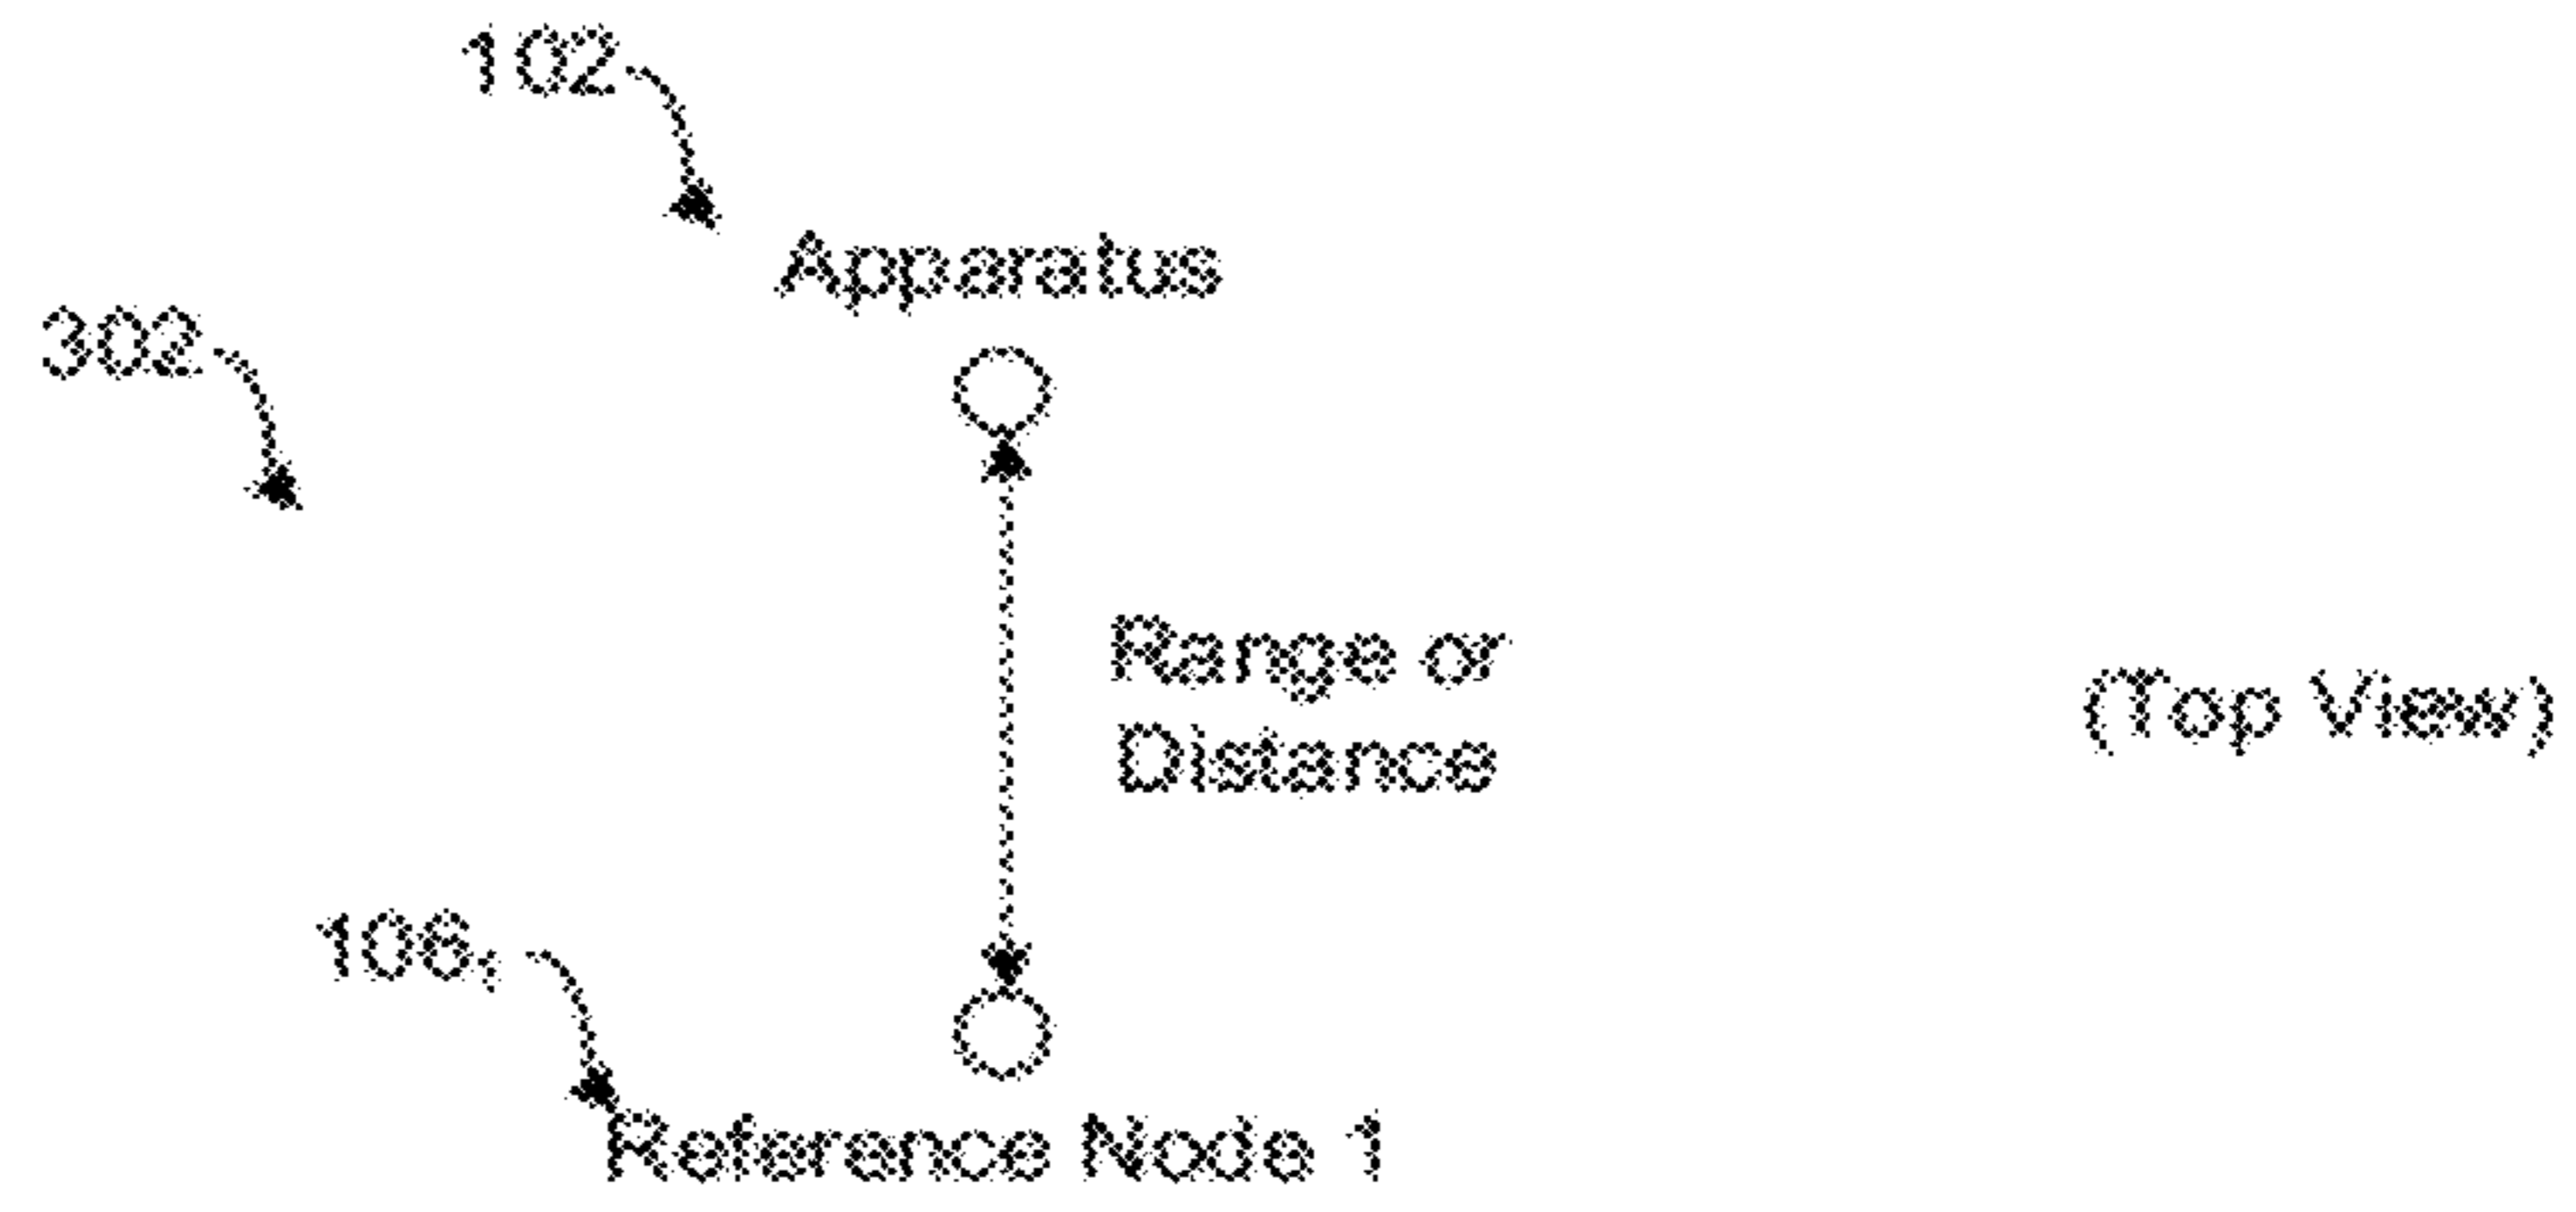 102
Apparatus
302
Range or
Distance
(Top View)
106₁
Reference Node 1